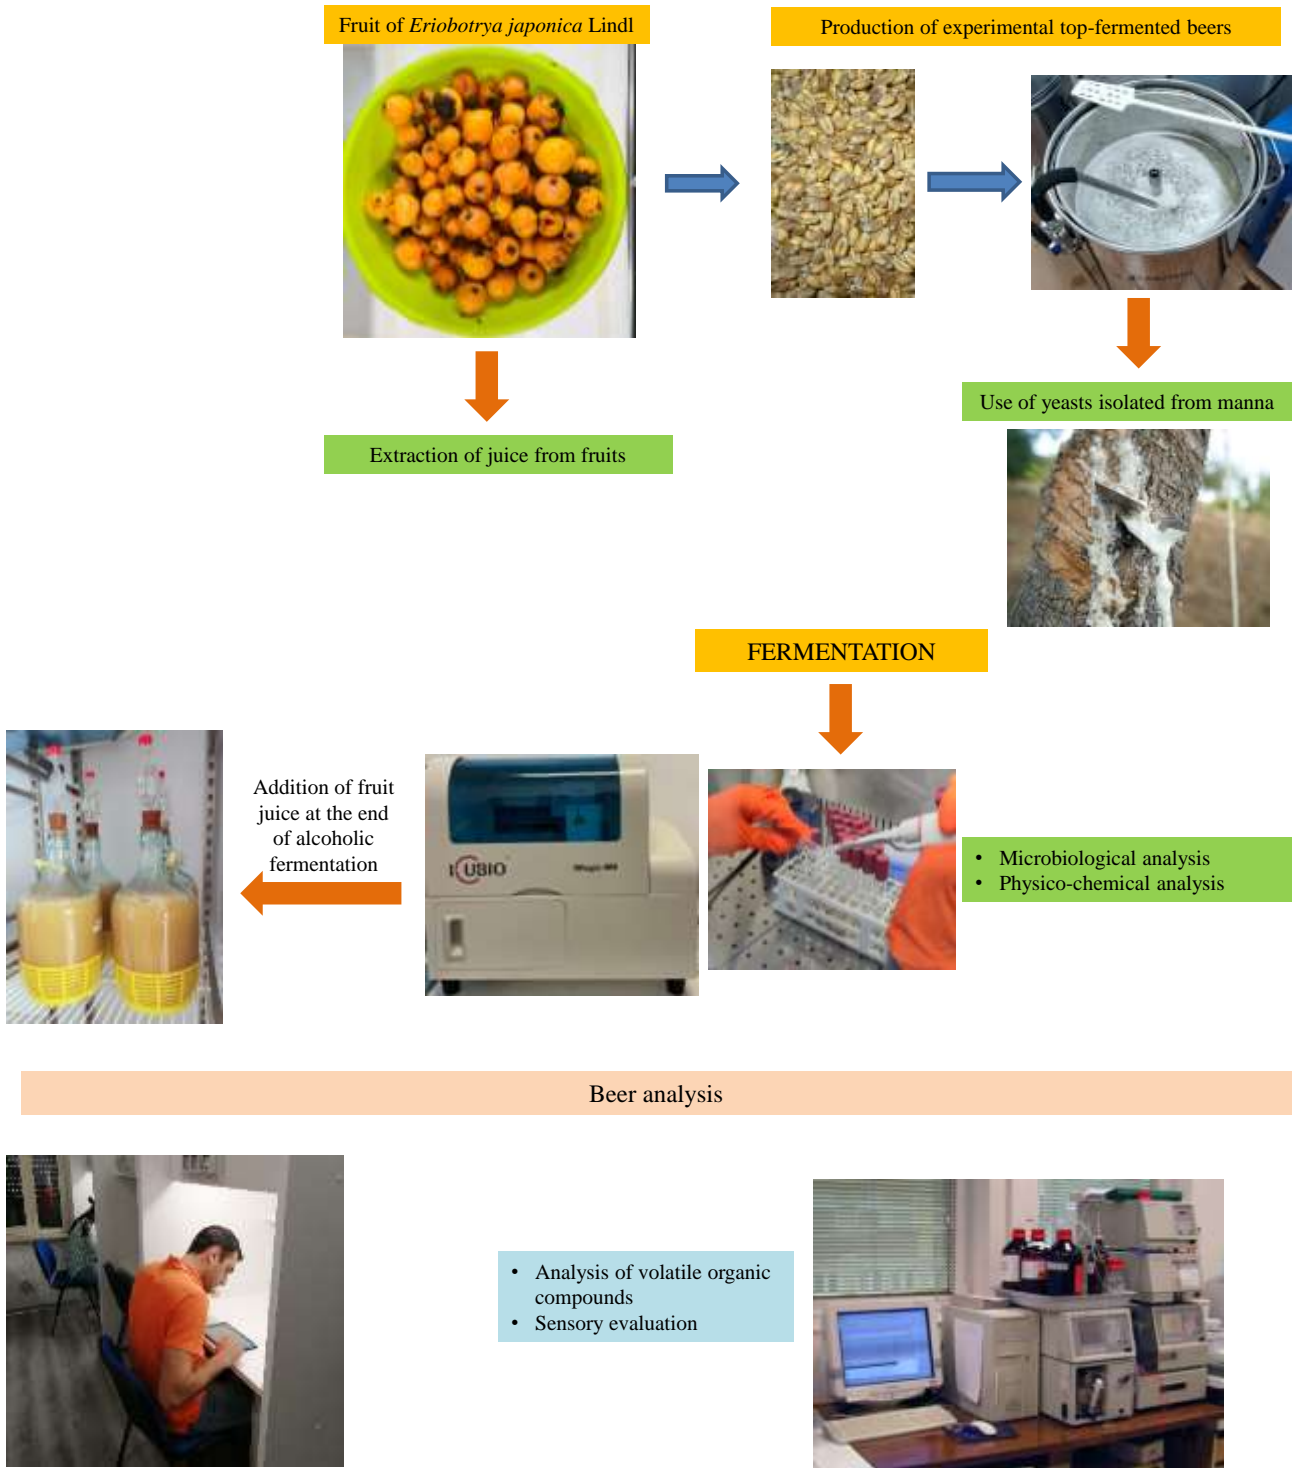 Fruit of Eriobotrya japonica Lindl
Production of experimental top-fermented beers
Use of yeasts isolated from manna
Extraction of juice from fruits
FERMENTATION
Addition of fruit
juice at the end
of alcoholic
fermentation
UBIO
• Microbiological analysis
• Physico-chemical analysis
Beer analysis
• Analysis of volatile organic
compounds
• Sensory evaluation